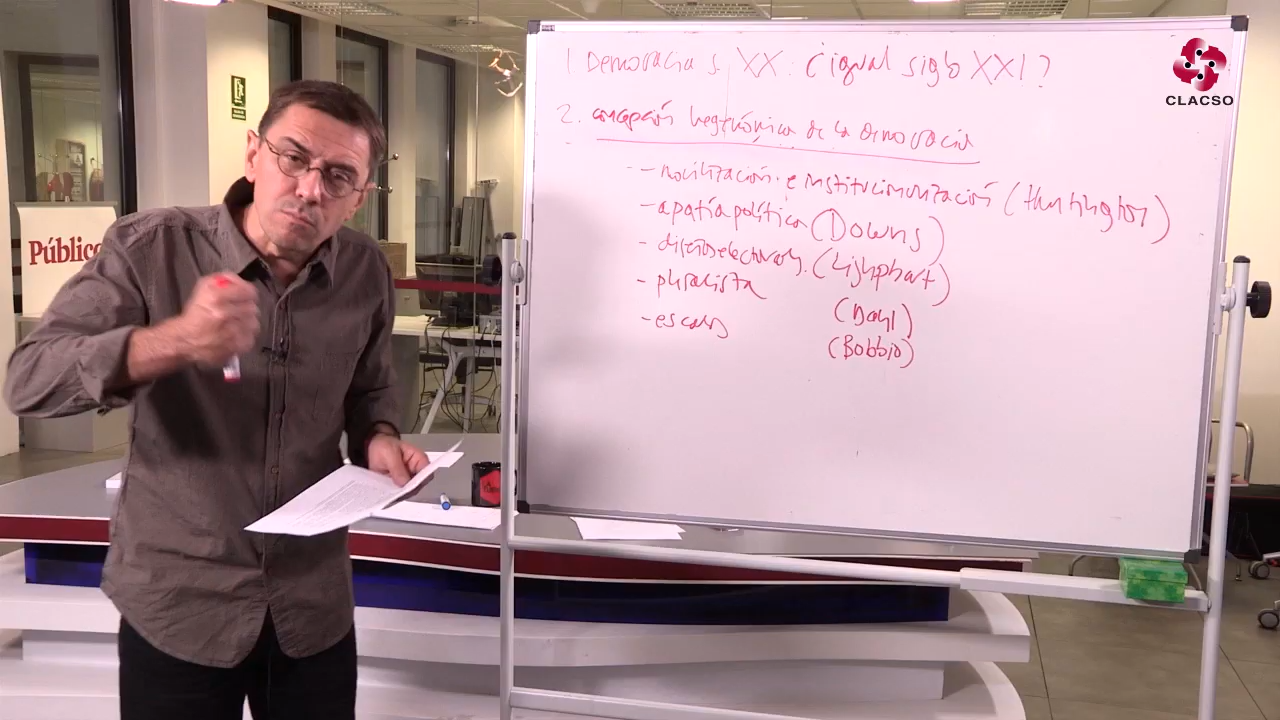 1. Democracia s. XX: ¿igual siglo XXI?
CLACSO
2. concepción hegemónica de la democracia
- movilización e institucionalización (Huntington)
- apatía política (Downs)
- diseños electorales. (Lijphart)
- pluralista (Dahl)
- escala (Bobbio)
Público